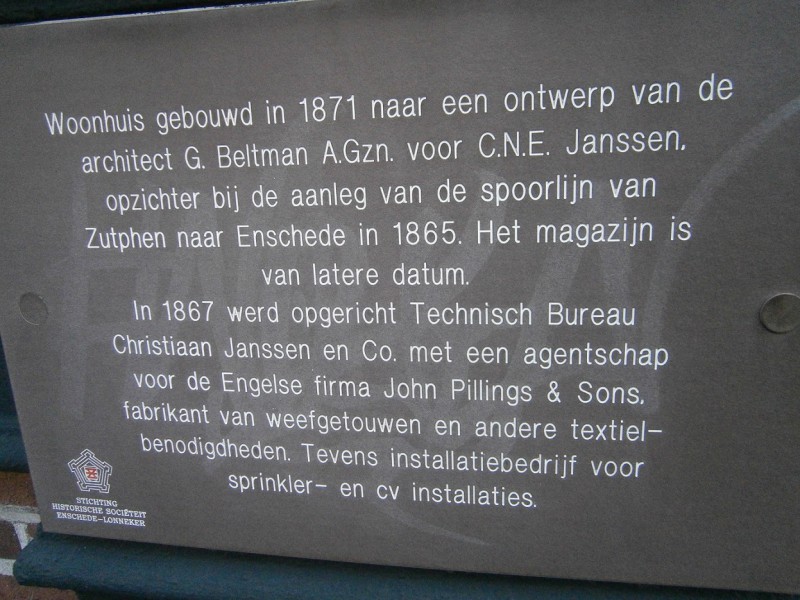 Woonhuis gebouwd in 1871 naar een ontwerp van de
architect G. Beltman A.Gzn. voor C.N.E. Janssen,
opzichter bij de aanleg van de spoorlijn van
Zutphen naar Enschede in 1865. Het magazijn is
van latere datum.
In 1867 werd opgericht Technisch Bureau
Christiaan Janssen en Co. met een agentschap
voor de Engelse firma John Pillings & Sons,
fabrikant van weefgetouwen en andere textiel-
benodigdheden. Tevens installatiebedrijf voor
sprinkler- en cv installaties.
STICHTING
HISTORISCHE SOCIËTEIT
ENSCHEDE-LONNEKER